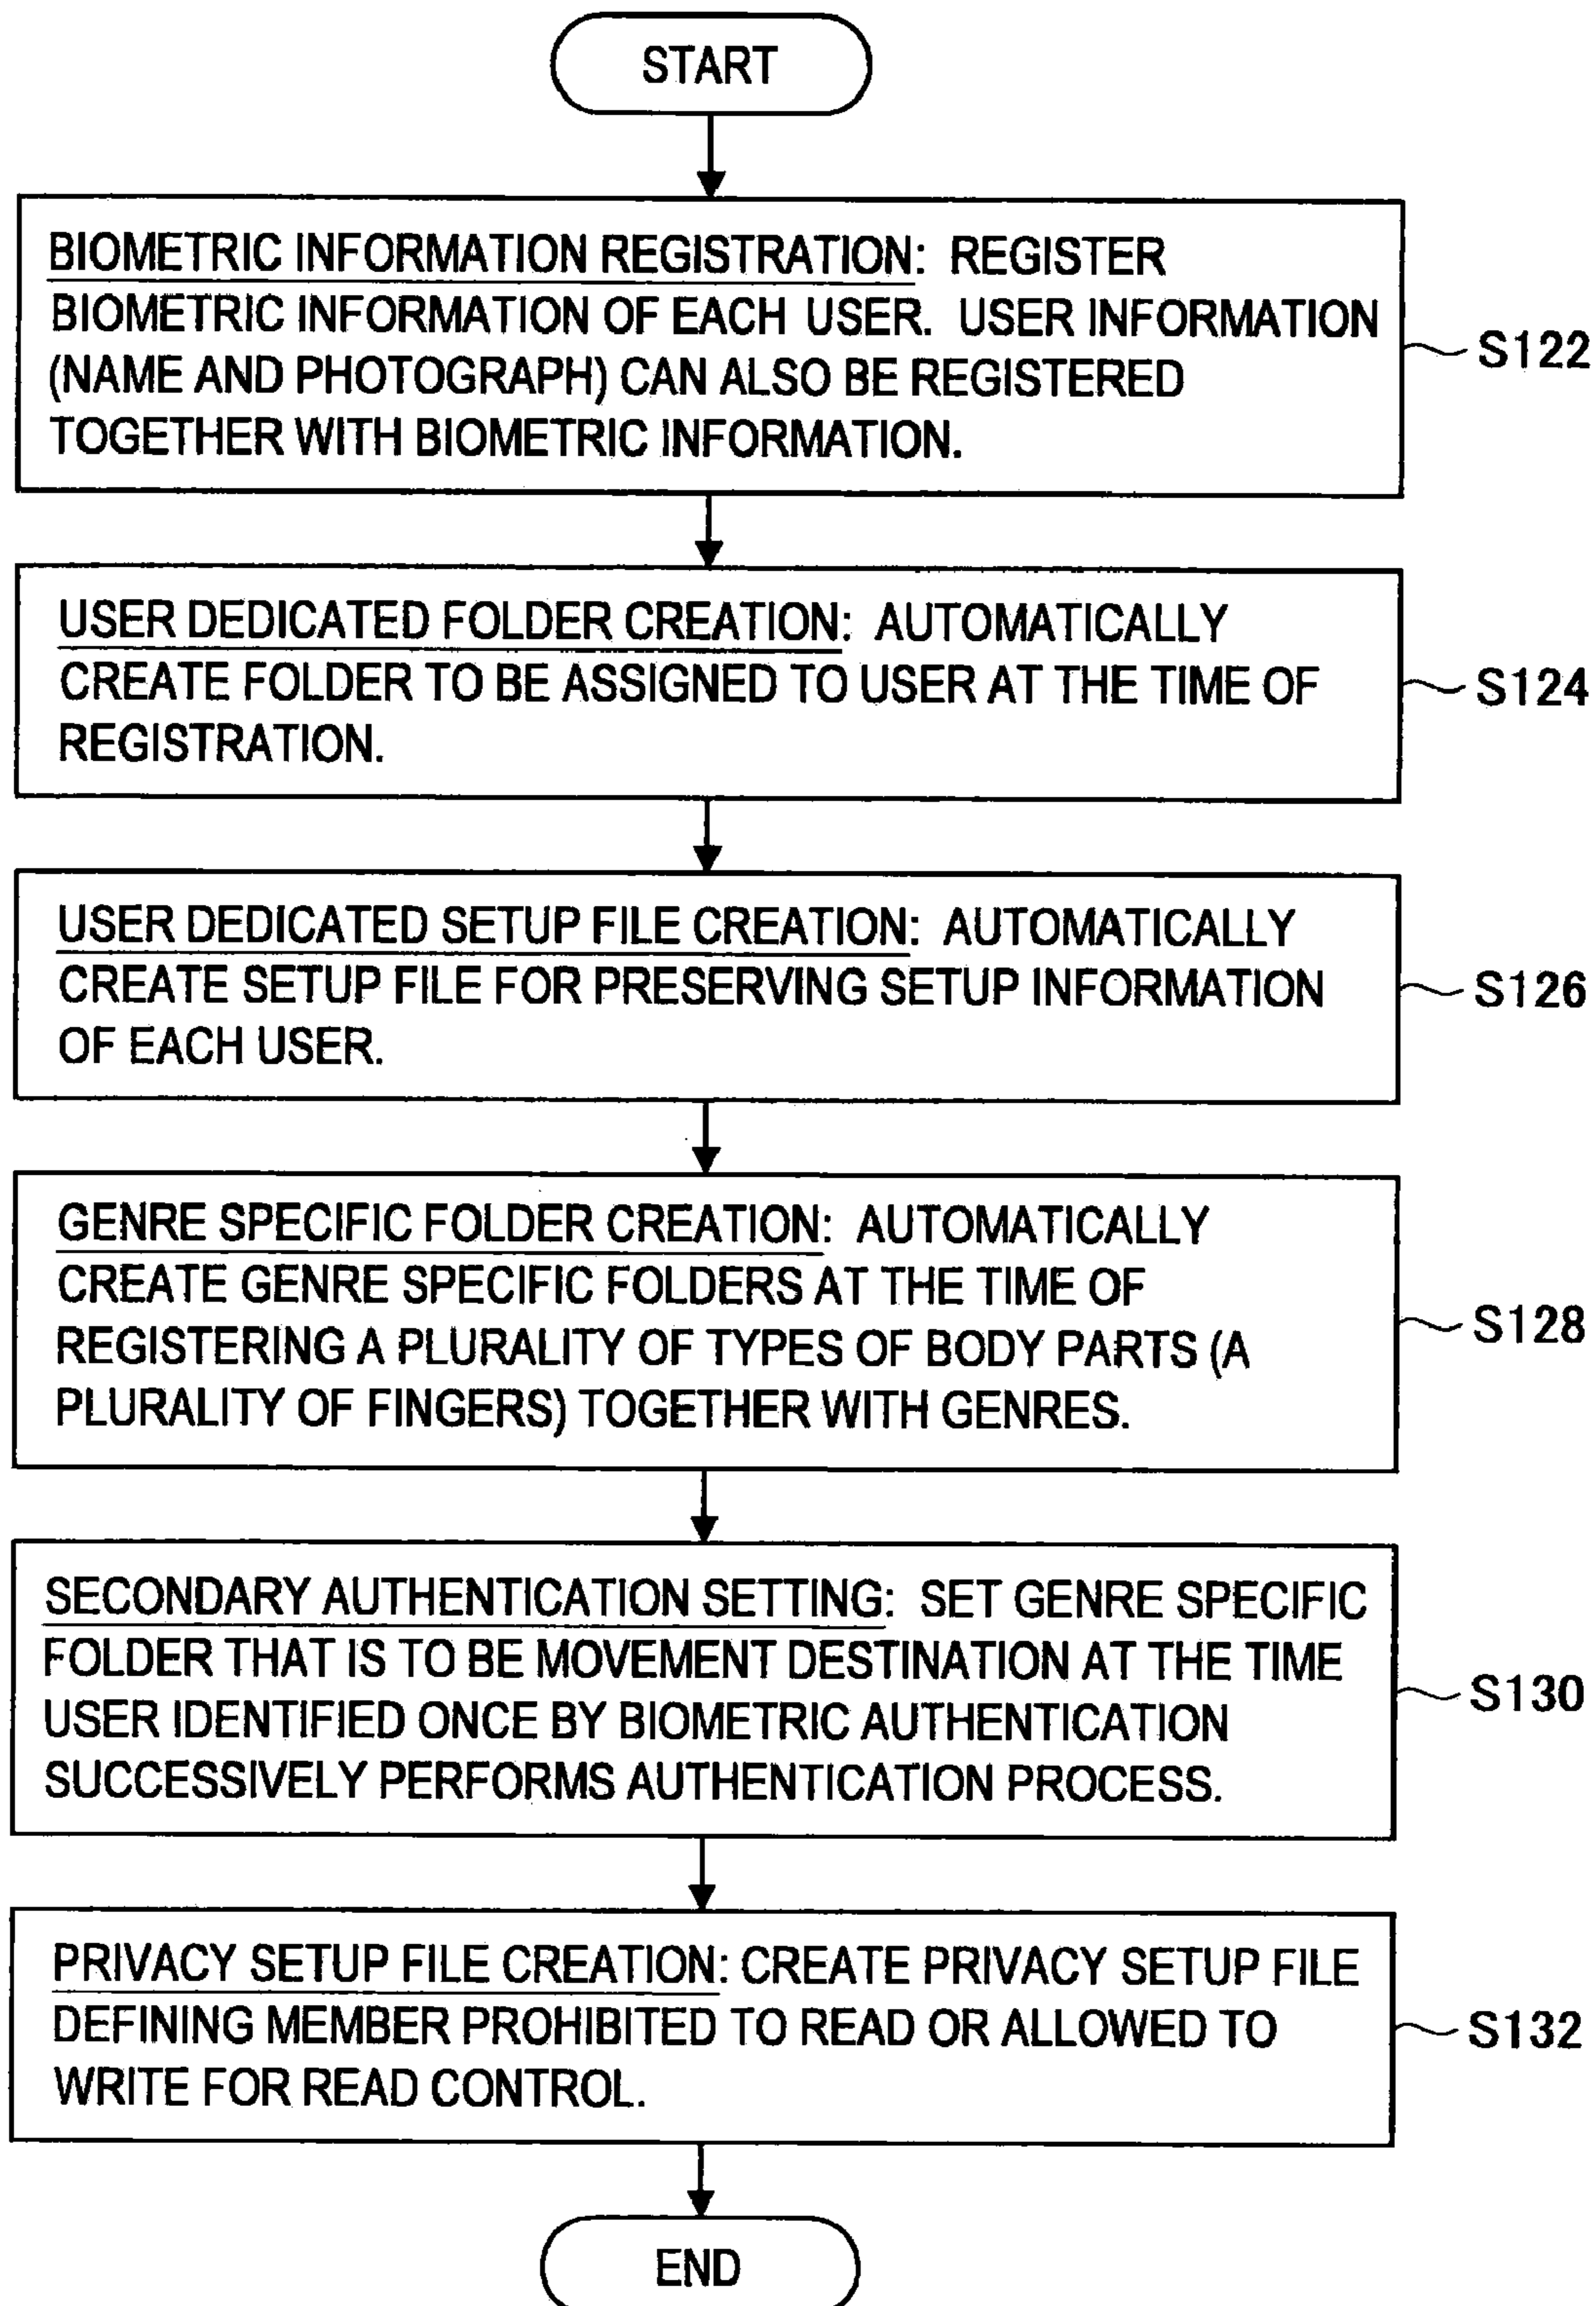 START
BIOMETRIC INFORMATION REGISTRATION: REGISTER
BIOMETRIC INFORMATION OF EACH USER. USER INFORMATION
(NAME AND PHOTOGRAPH) CAN ALSO BE REGISTERED
TOGETHER WITH BIOMETRIC INFORMATION.
S122
USER DEDICATED FOLDER CREATION: AUTOMATICALLY
CREATE FOLDER TO BE ASSIGNED TO USER AT THE TIME OF
REGISTRATION.
S124
USER DEDICATED SETUP FILE CREATION: AUTOMATICALLY
CREATE SETUP FILE FOR PRESERVING SETUP INFORMATION
OF EACH USER.
S126
GENRE SPECIFIC FOLDER CREATION: AUTOMATICALLY
CREATE GENRE SPECIFIC FOLDERS AT THE TIME OF
REGISTERING A PLURALITY OF TYPES OF BODY PARTS (A
PLURALITY OF FINGERS) TOGETHER WITH GENRES.
S128
SECONDARY AUTHENTICATION SETTING: SET GENRE SPECIFIC
FOLDER THAT IS TO BE MOVEMENT DESTINATION AT THE TIME
USER IDENTIFIED ONCE BY BIOMETRIC AUTHENTICATION
SUCCESSIVELY PERFORMS AUTHENTICATION PROCESS.
S130
PRIVACY SETUP FILE CREATION: CREATE PRIVACY SETUP FILE
DEFINING MEMBER PROHIBITED TO READ OR ALLOWED TO
WRITE FOR READ CONTROL.
S132
END